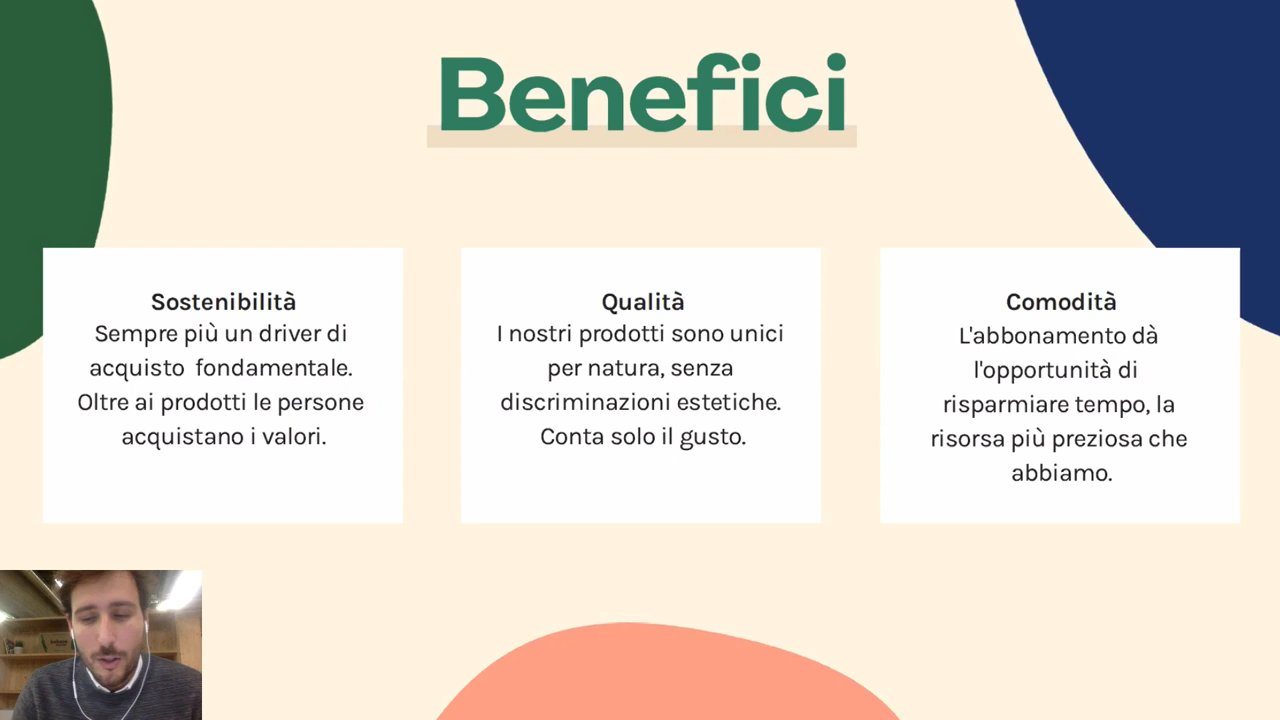 Benefici
Sostenibilità
Sempre più un driver di
acquisto  fondamentale.
Oltre ai prodotti le persone
acquistano i valori.
Qualità
I nostri prodotti sono unici
per natura, senza
discriminazioni estetiche.
Conta solo il gusto.
Comodità
L'abbonamento dà
l'opportunità di
risparmiare tempo, la
risorsa più preziosa che
abbiamo.